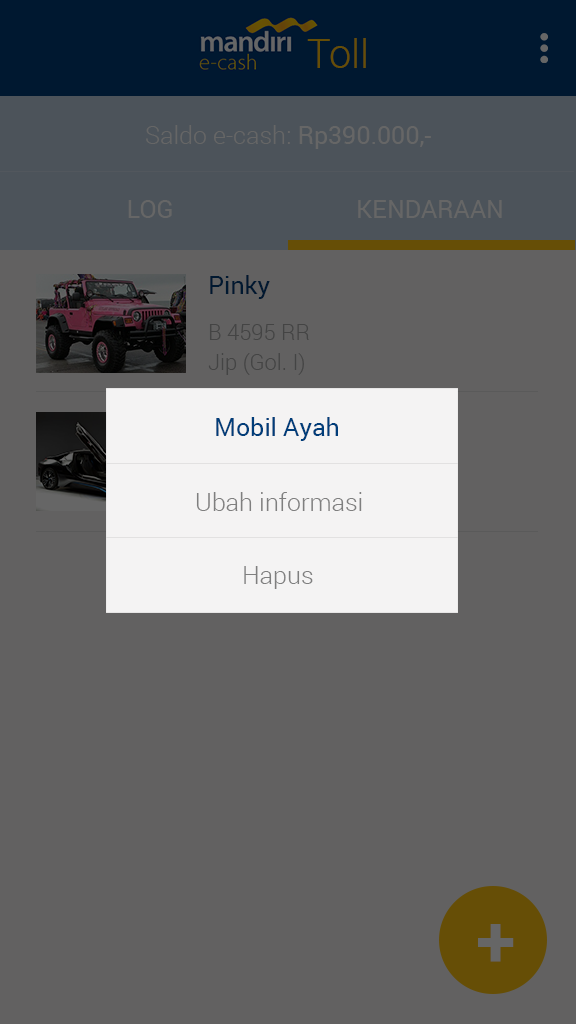 mandiri
e-cash Toll
Saldo e-cash: Rp390.000,-
LOG KENDARAAN
Pinky
B 4595 RR
Jip (Gol. I)
Mobil Ayah
Ubah informasi
Hapus